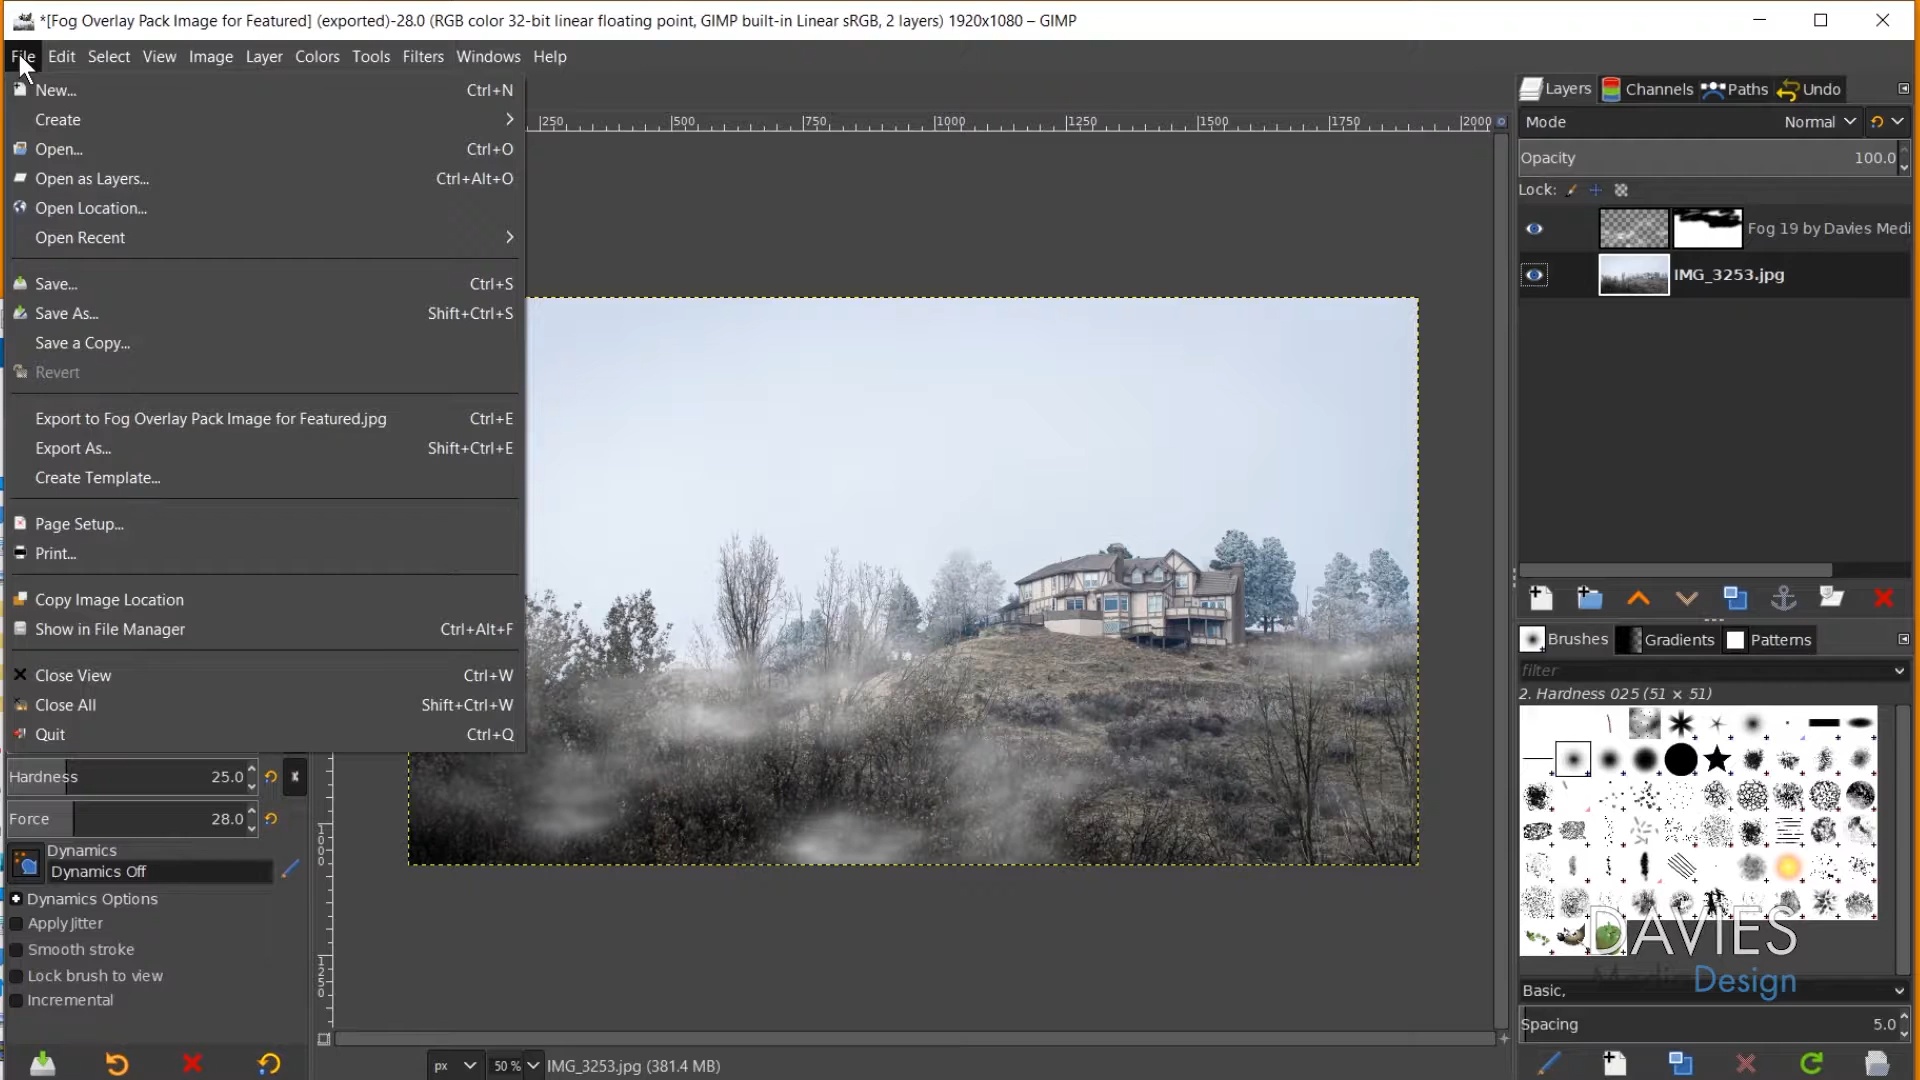 *[Fog Overlay Pack Image for Featured] (exported)-28.0 (RGB color 32-bit linear floating point, GIMP built-in Linear sRGB, 2 layers) 1920x1080 – GIMP
File Edit Select View Image Layer Colors Tools Filters Windows Help
New... Ctrl+N
Create
Open... Ctrl+O
Open as Layers... Ctrl+Alt+O
Open Location...
Open Recent
Save... Ctrl+S
Save As... Shift+Ctrl+S
Save a Copy...
Revert
Export to Fog Overlay Pack Image for Featured.jpg Ctrl+E
Export As... Shift+Ctrl+E
Create Template...
Page Setup...
Print...
Copy Image Location
Show in File Manager Ctrl+Alt+F
Close View Ctrl+W
Close All Shift+Ctrl+W
Quit Ctrl+Q
Hardness 25.0
Force 28.0
Dynamics
Dynamics Off
Dynamics Options
Apply Jitter
Smooth stroke
Lock brush to view
Incremental
250 500 750 1000 1250 1500 1750 2000
1000
1250
px 50 % IMG_3253.jpg (381.4 MB)
Layers Channels Paths Undo
Mode Normal
Opacity 100.0
Lock:
Fog 19 by Davies Medi
IMG_3253.jpg
Brushes Gradients Patterns
filter
2. Hardness 025 (51 × 51)
DAVIES
Media Design
Basic,
Spacing 5.0